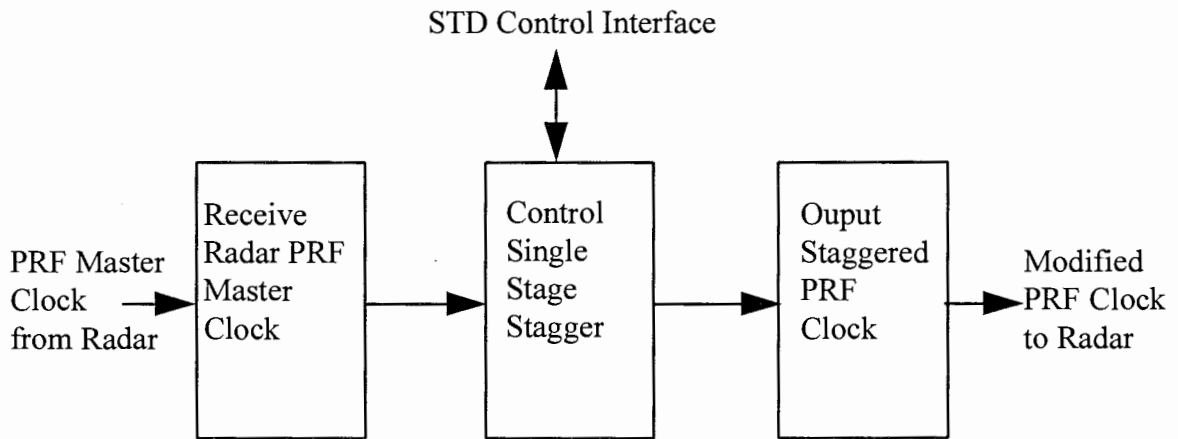 STD Control Interface
PRF Master
Clock
from Radar
Receive
Radar PRF
Master
Clock
Control
Single
Stage
Stagger
Ouput
Staggered
PRF
Clock
Modified
PRF Clock
to Radar